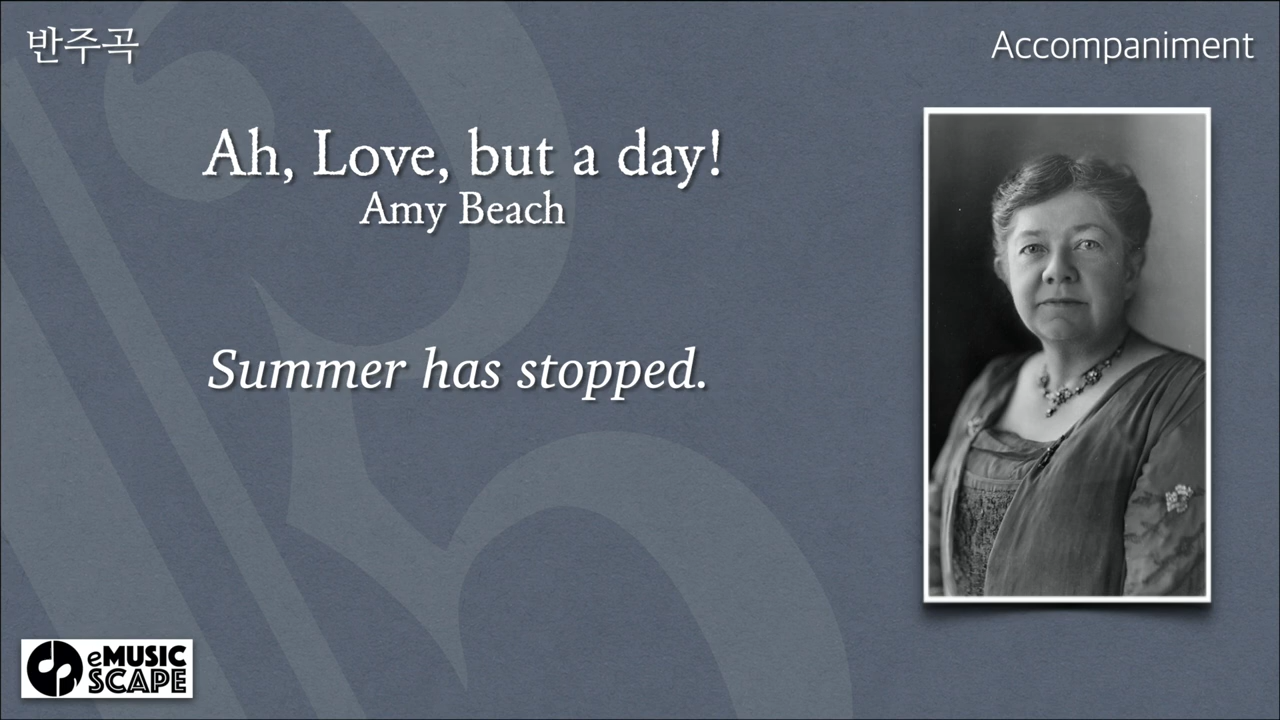 반주곡
Accompaniment
Ah, Love, but a day!
Amy Beach
Summer has stopped.
eMUSIC
SCAPE